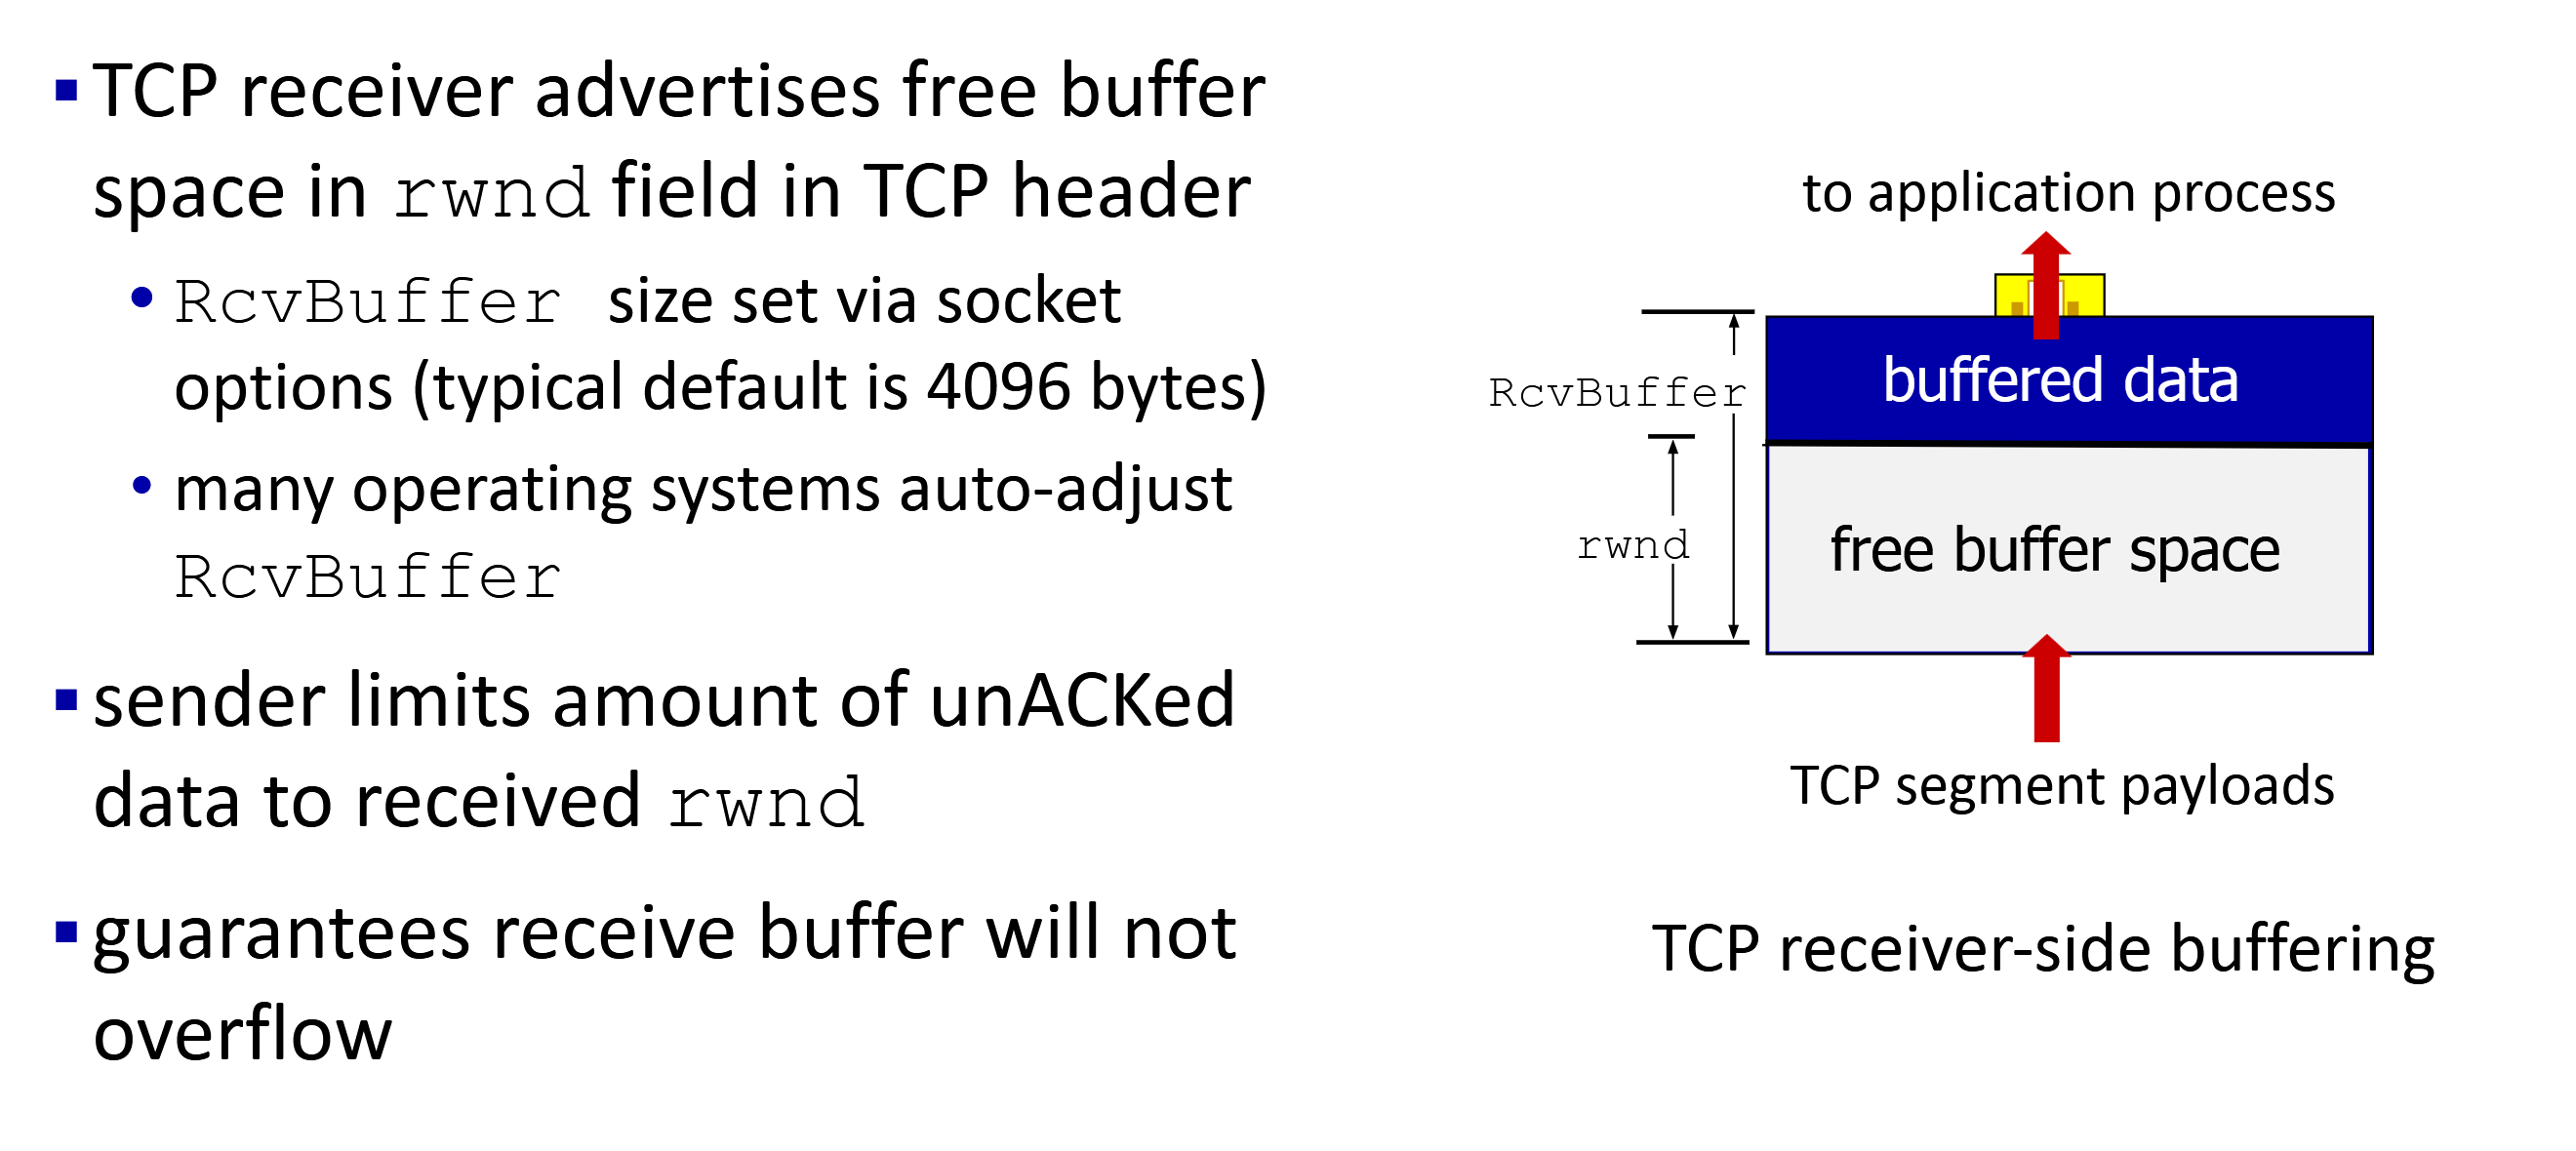 TCP receiver advertises free buffer
space in rwnd field in TCP header
RcvBuffer size set via socket
options (typical default is 4096 bytes)
many operating systems auto-adjust
RcvBuffer
sender limits amount of unACKed
data to received rwnd
guarantees receive buffer will not
overflow
to application process
RcvBuffer
buffered data
rwnd
free buffer space
TCP segment payloads
TCP receiver-side buffering